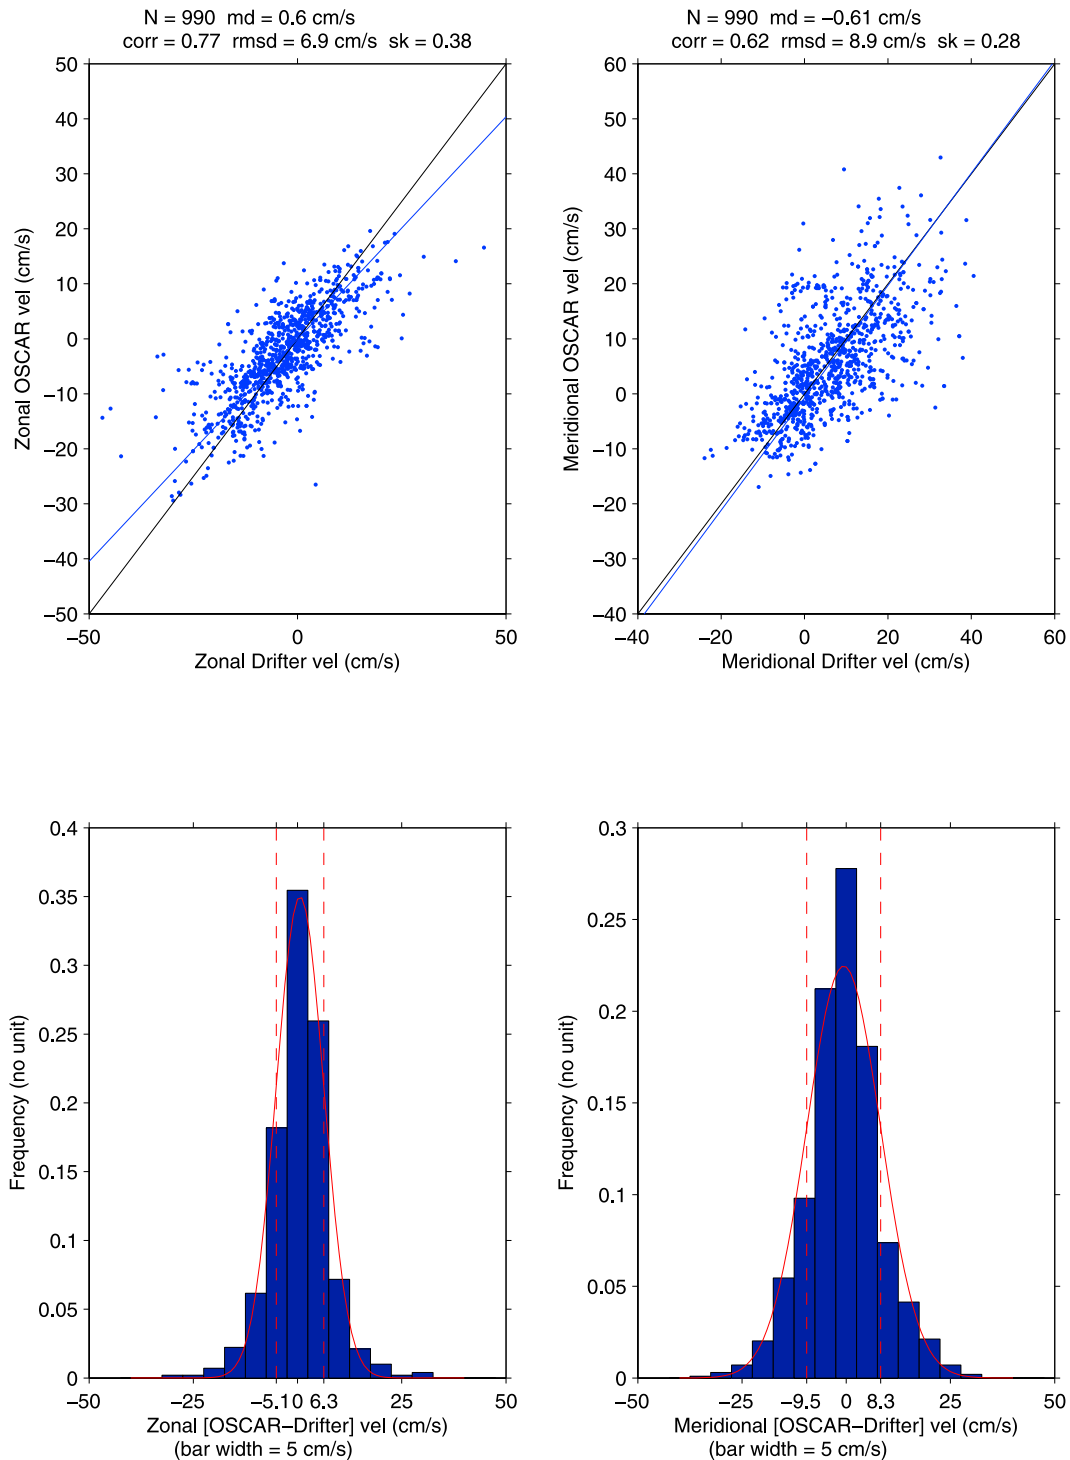 N = 990 md = 0.6 cm/s
corr = 0.77 rmsd = 6.9 cm/s sk = 0.38
50
40
30
20
10
0
−10
−20
−30
−40
−50
Zonal OSCAR vel (cm/s)
−50 0 50
Zonal Drifter vel (cm/s)
N = 990 md = −0.61 cm/s
corr = 0.62 rmsd = 8.9 cm/s sk = 0.28
60
50
40
30
20
10
0
−10
−20
−30
−40
Meridional OSCAR vel (cm/s)
−40 −20 0 20 40 60
Meridional Drifter vel (cm/s)
0.4
0.35
0.3
0.25
0.2
0.15
0.1
0.05
0
Frequency (no unit)
−50 −25 −5.1 0 6.3 25 50
Zonal [OSCAR−Drifter] vel (cm/s)
(bar width = 5 cm/s)
0.3
0.25
0.2
0.15
0.1
0.05
0
Frequency (no unit)
−50 −25 −9.5 0 8.3 25 50
Meridional [OSCAR−Drifter] vel (cm/s)
(bar width = 5 cm/s)